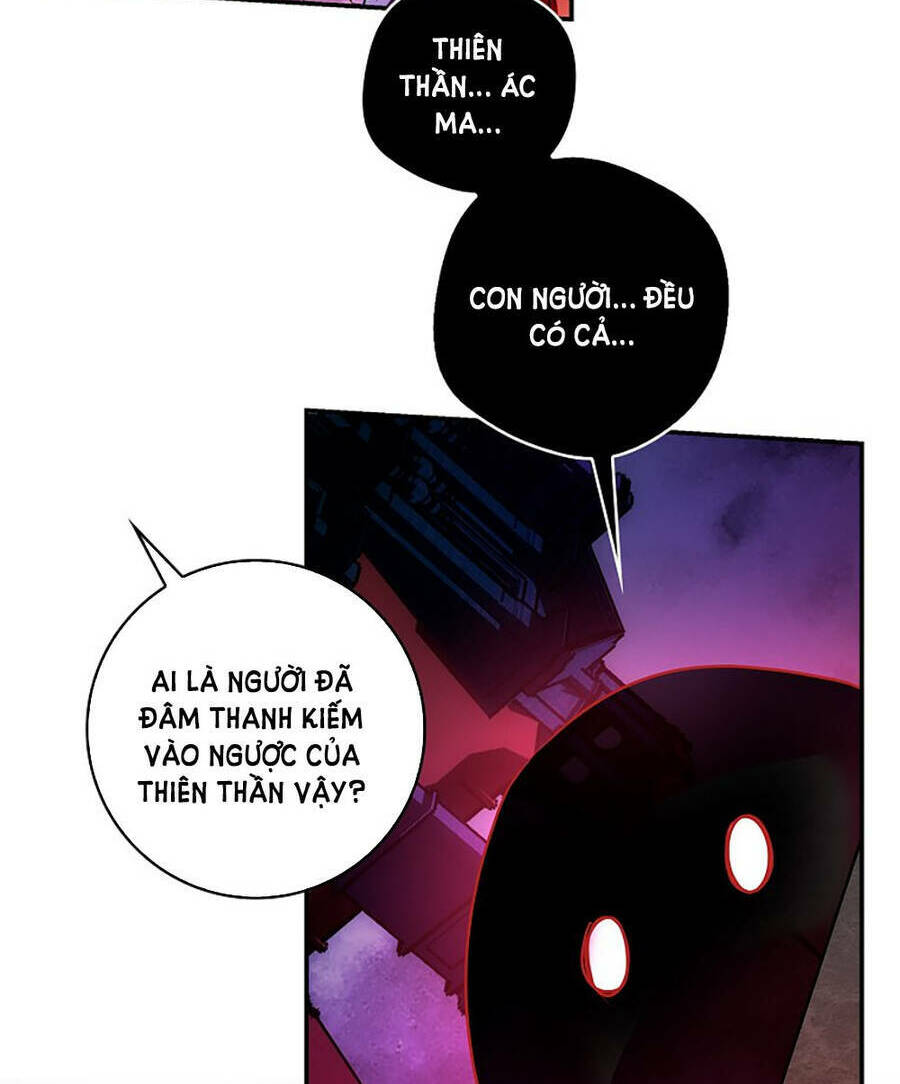 THIÊN
THẦN... ÁC
MA...
CON NGƯỜI... ĐỀU
CÓ CẢ...
AI LÀ NGƯỜI ĐÃ
ĐÂM THANH KIẾM
VÀO NGƯỢC CỦA
THIÊN THẦN VẬY?